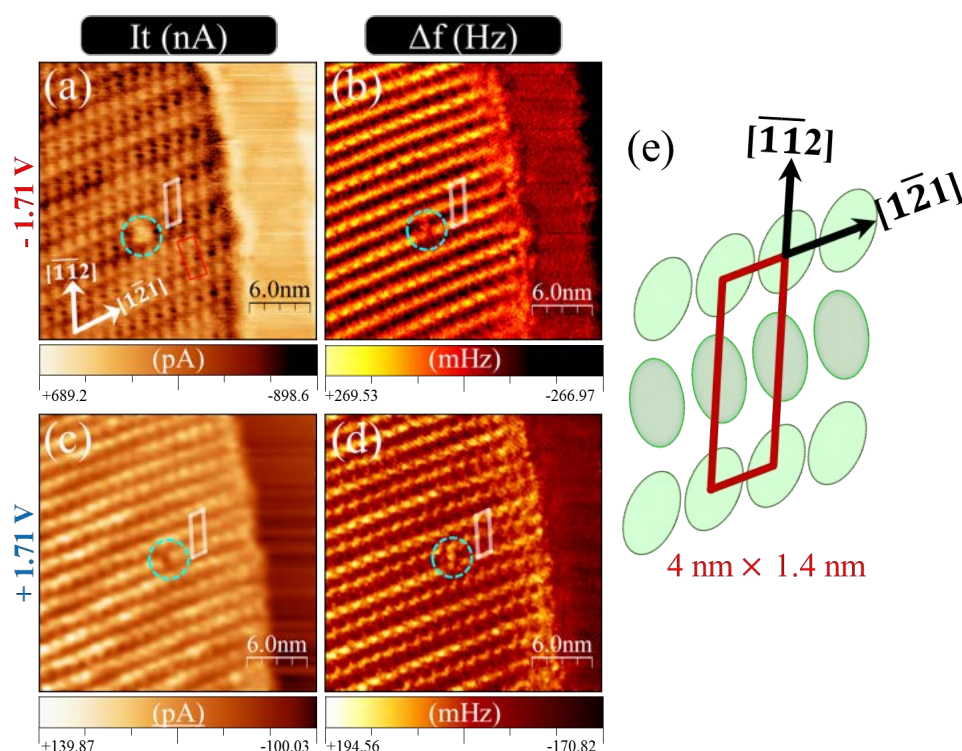 It (nA)
Δf (Hz)
- 1.71 V
(a)
[1̅1̅2]
[12̅1]
6.0nm
(pA)
+689.2
-898.6
(b)
6.0nm
(mHz)
+269.53
-266.97
+ 1.71 V
(c)
6.0nm
(pA)
+139.87
-100.03
(d)
6.0nm
(mHz)
+194.56
-170.82
(e)
[1̅1̅2]
[12̅1]
4 nm × 1.4 nm